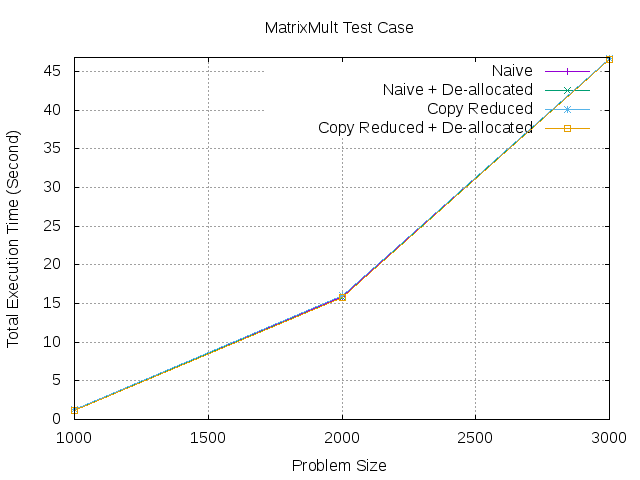 MatrixMult Test Case
Total Execution Time (Second)
45
40
35
30
25
20
15
10
5
0
Naive
Naive + De-allocated
Copy Reduced
Copy Reduced + De-allocated
1000 1500 2000 2500 3000
Problem Size